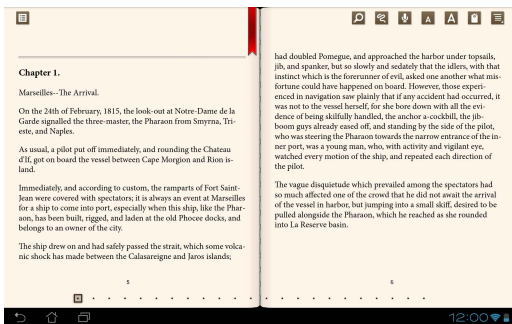 Chapter 1.
Marseilles--The Arrival.
On the 24th of February, 1815, the look-out at Notre-Dame de la
Garde signalled the three-master, the Pharaon from Smyrna, Tri-
este, and Naples.
As usual, a pilot put off immediately, and rounding the Chateau
d'If, got on board the vessel between Cape Morgion and Rion is-
land.
Immediately, and according to custom, the ramparts of Fort Saint-
Jean were covered with spectators; it is always an event at Marseilles
for a ship to come into port, especially when this ship, like the Phar-
aon, has been built, rigged, and laden at the old Phocee docks, and
belongs to an owner of the city.
The ship drew on and had safely passed the strait, which some volca-
nic shock has made between the Calasareigne and Jaros islands;
5
had doubled Pomegue, and approached the harbor under topsails,
jib, and spanker, but so slowly and sedately that the idlers, with that
instinct which is the forerunner of evil, asked one another what mis-
fortune could have happened on board. However, those experi-
enced in navigation saw plainly that if any accident had occurred, it
was not to the vessel herself, for she bore down with all the evi-
dence of being skilfully handled, the anchor a-cockbill, the jib-
boom guys already eased off, and standing by the side of the pilot,
who was steering the Pharaon towards the narrow entrance of the in-
ner port, was a young man, who, with activity and vigilant eye,
watched every motion of the ship, and repeated each direction of
the pilot.
The vague disquietude which prevailed among the spectators had
so much affected one of the crowd that he did not await the arrival
of the vessel in harbor, but jumping into a small skiff, desired to be
pulled alongside the Pharaon, which he reached as she rounded
into La Reserve basin.
6
A A
12:00